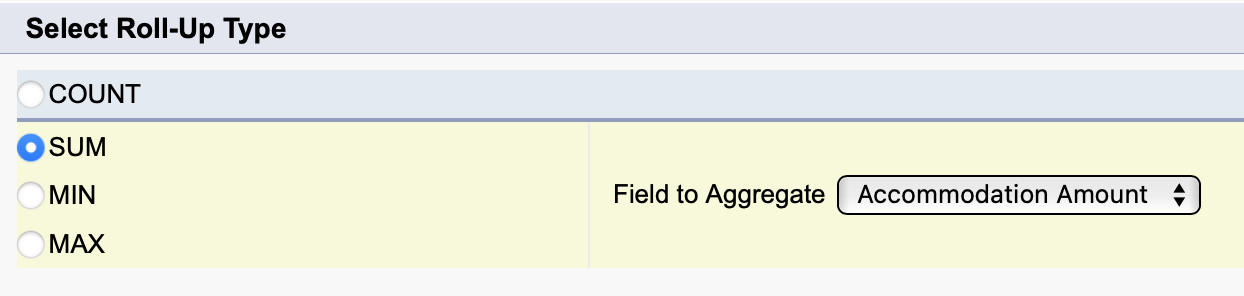 Select Roll-Up Type
COUNT
SUM
MIN
MAX
Field to Aggregate Accommodation Amount